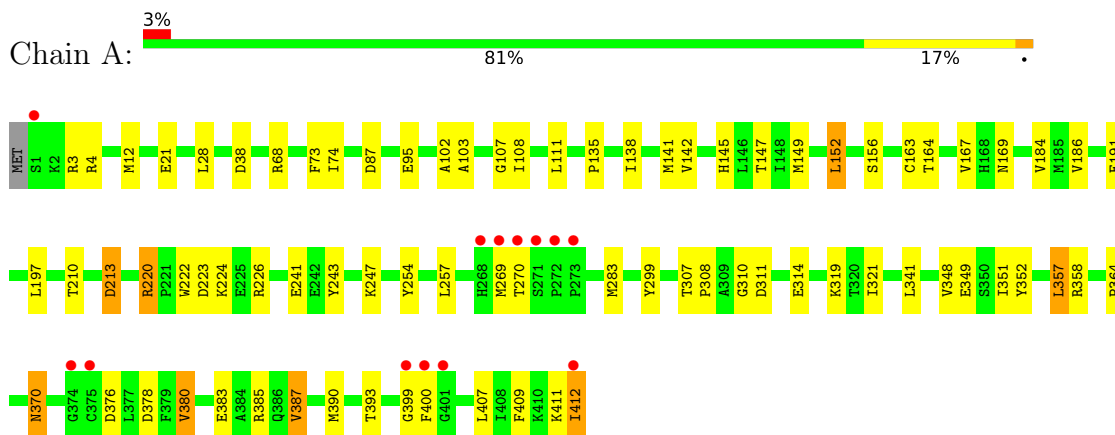 3%
Chain A:
81%
17%
•
MET S1 K2 R3 R4 M12 E21 L28 D38 R68 F73 I74 D87 E95 A102 A103 G107 I108 L111 P135 I138 M141 V142 H145 L146 T147 I148 M149 L152 S156 C163 T164 V167 H168 N169 V184 M185 V186
L197 T210 D213 R220 P221 W222 D223 K224 E225 R226 E241 E242 Y243 K247 Y254 L257 H268 M269 T270 S271 P272 P273 M283 Y299 T307 P308 A309 G310 D311 E314 K319 T320 I321 L341 V348 E349 S350 I351 Y352 L357 R358
N370 G374 C375 D376 L377 D378 F379 V380 E383 A384 R385 Q386 V387 M390 T393 G399 F400 G401 L407 I408 F409 K410 K411 I412